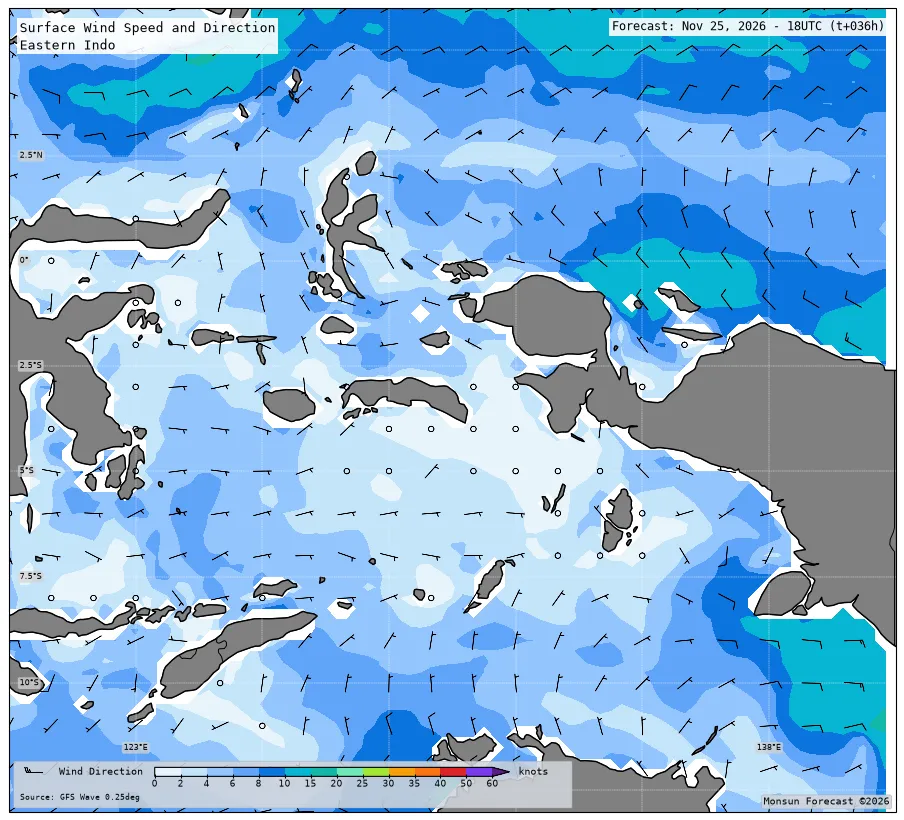 Surface Wind Speed and Direction
Eastern Indo
Forecast: Nov 25, 2026 - 18UTC (t+036h)
2.5°N
0°
2.5°S
5°S
7.5°S
10°S
123°E
138°E
Wind Direction
knots
0 2 4 6 8 10 15 20 25 30 35 40 50 60
Source: GFS Wave 0.25deg
Monsun Forecast ©2026